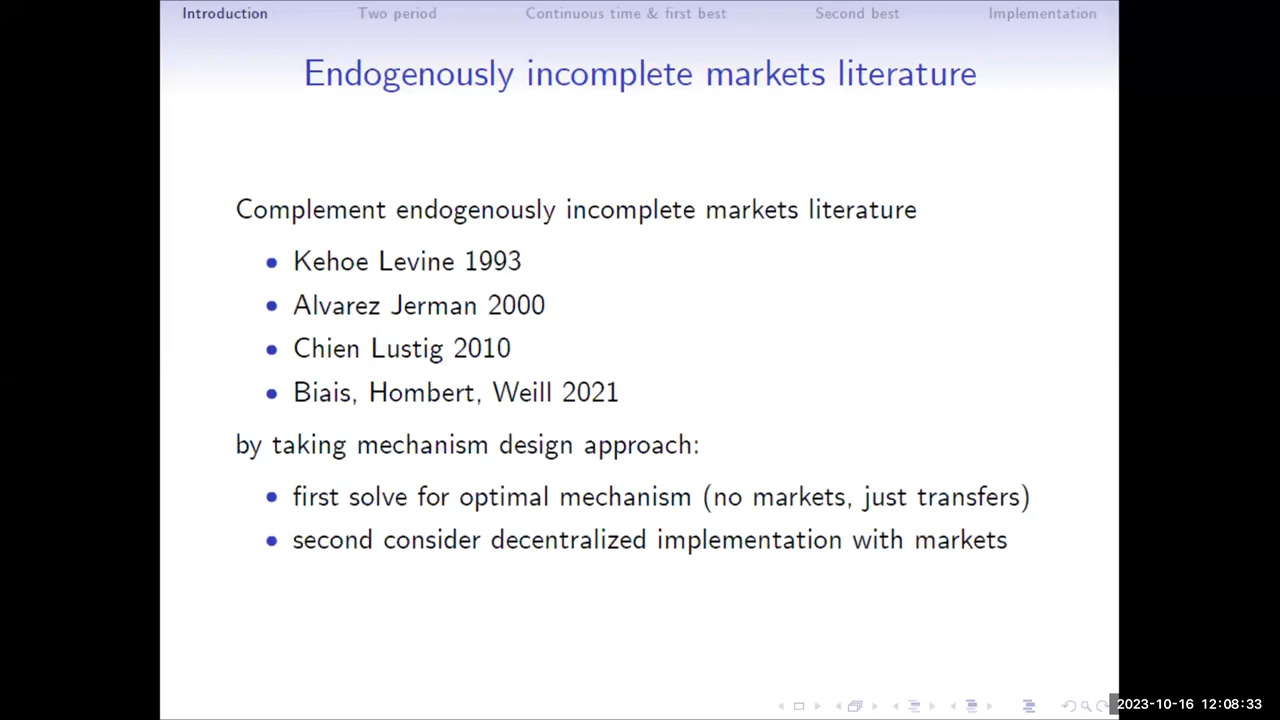 Introduction Two period Continuous time & first best Second best Implementation
Endogenously incomplete markets literature
Complement endogenously incomplete markets literature
• Kehoe Levine 1993
• Alvarez Jerman 2000
• Chien Lustig 2010
• Biais, Hombert, Weill 2021
by taking mechanism design approach:
• first solve for optimal mechanism (no markets, just transfers)
• second consider decentralized implementation with markets
2023-10-16 12:08:33